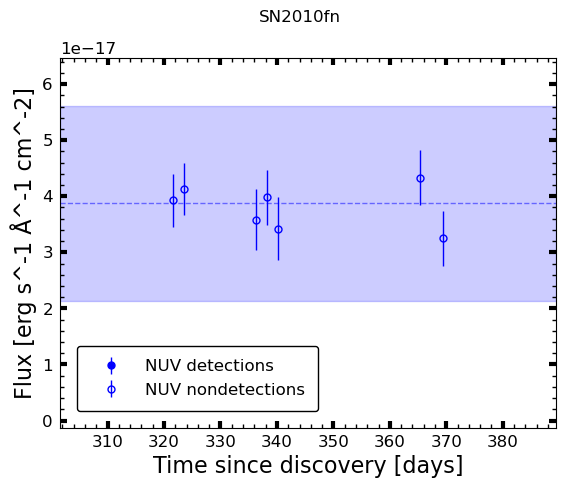 SN2010fn
1e−17
6
5
4
3
2
1
0
Flux [erg s^-1 Å^-1 cm^-2]
NUV detections
NUV nondetections
310 320 330 340 350 360 370 380
Time since discovery [days]